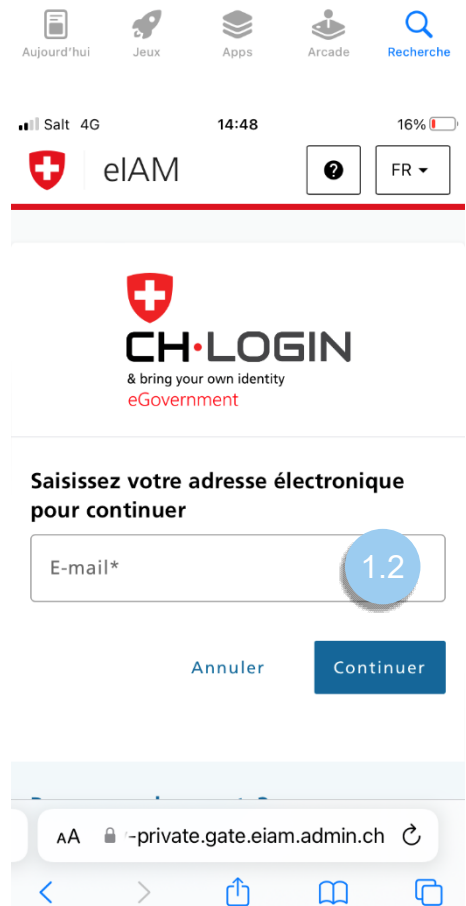 Aujourd'hui Jeux Apps Arcade Recherche
Salt 4G 14:48 16%
eIAM FR
CH·LOGIN
& bring your own identity
eGovernment
Saisissez votre adresse électronique
pour continuer
E-mail* 1.2
Annuler Continuer
AA -private.gate.eiam.admin.ch